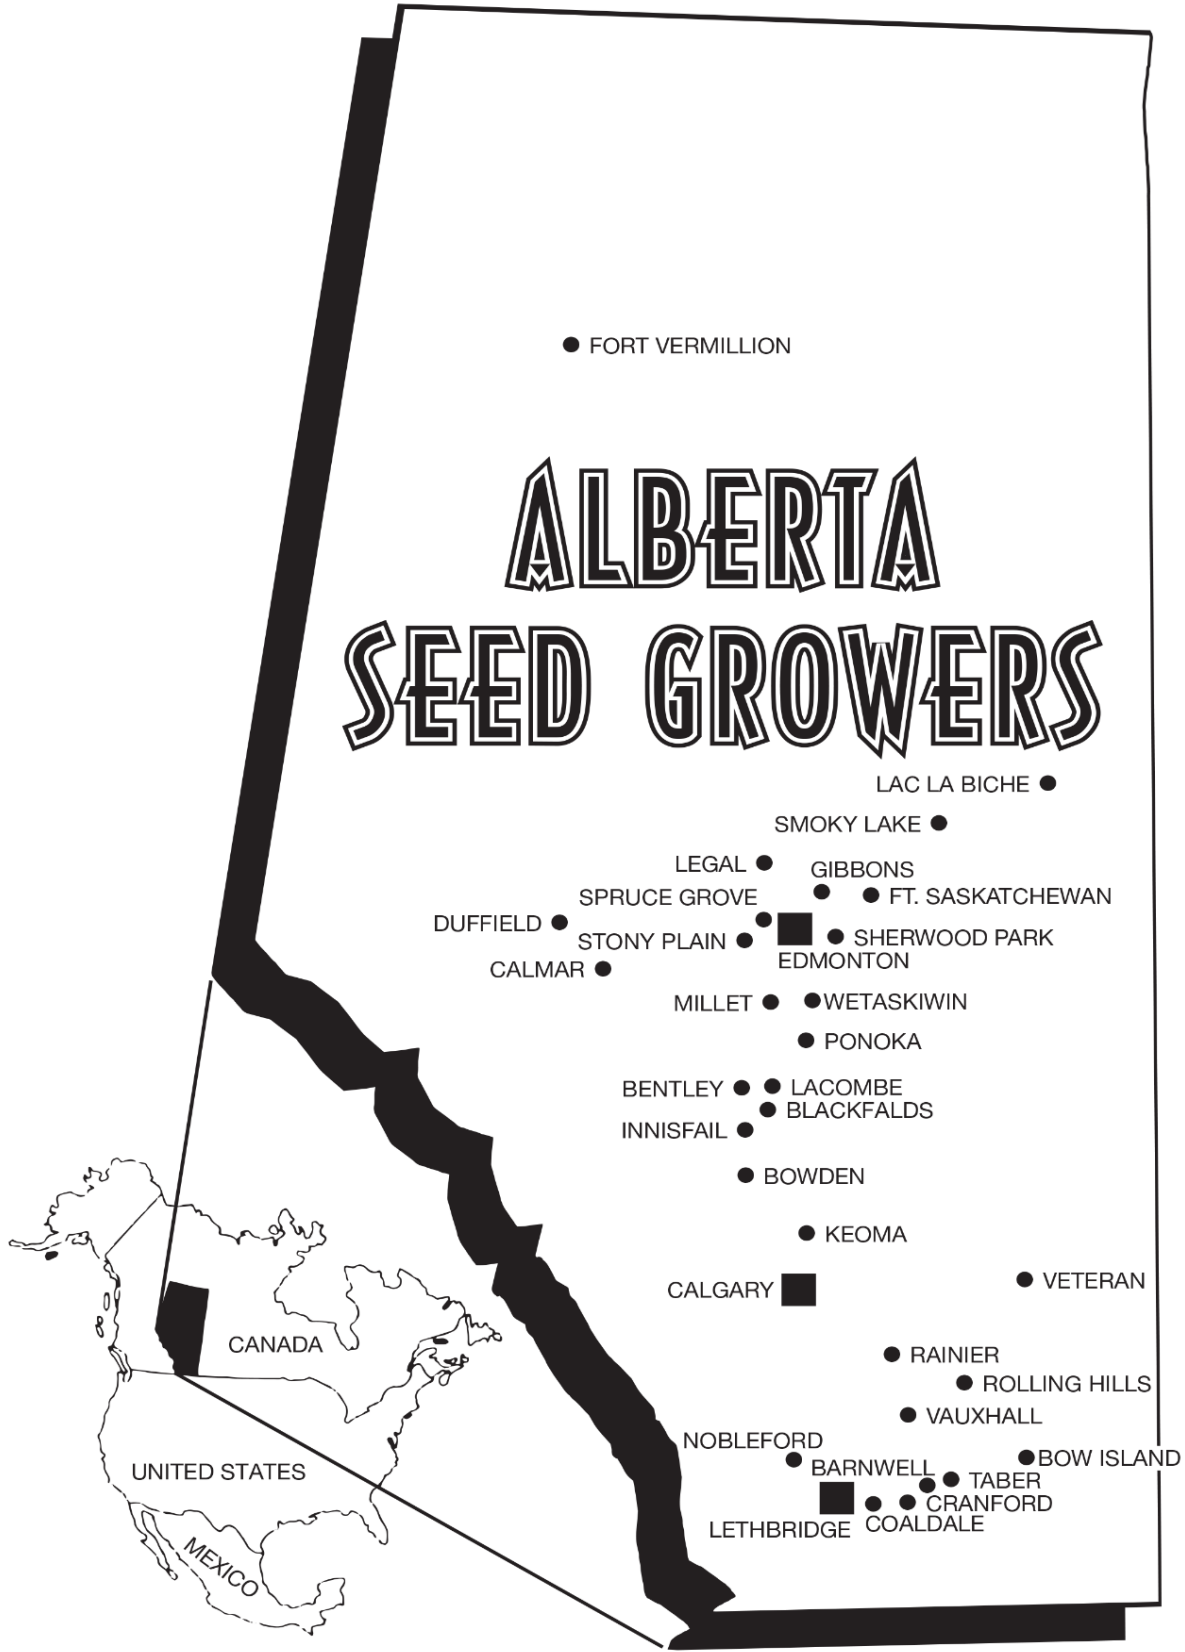 FORT VERMILLION
ALBERTA
SEED GROWERS
LAC LA BICHE
SMOKY LAKE
LEGAL
GIBBONS
SPRUCE GROVE
FT. SASKATCHEWAN
DUFFIELD
STONY PLAIN
SHERWOOD PARK
EDMONTON
CALMAR
MILLET
WETASKIWIN
PONOKA
BENTLEY
LACOMBE
BLACKFALDS
INNISFAIL
BOWDEN
KEOMA
CALGARY
VETERAN
RAINIER
ROLLING HILLS
VAUXHALL
NOBLEFORD
BOW ISLAND
BARNWELL
TABER
CRANFORD
COALDALE
LETHBRIDGE
CANADA
UNITED STATES
MEXICO